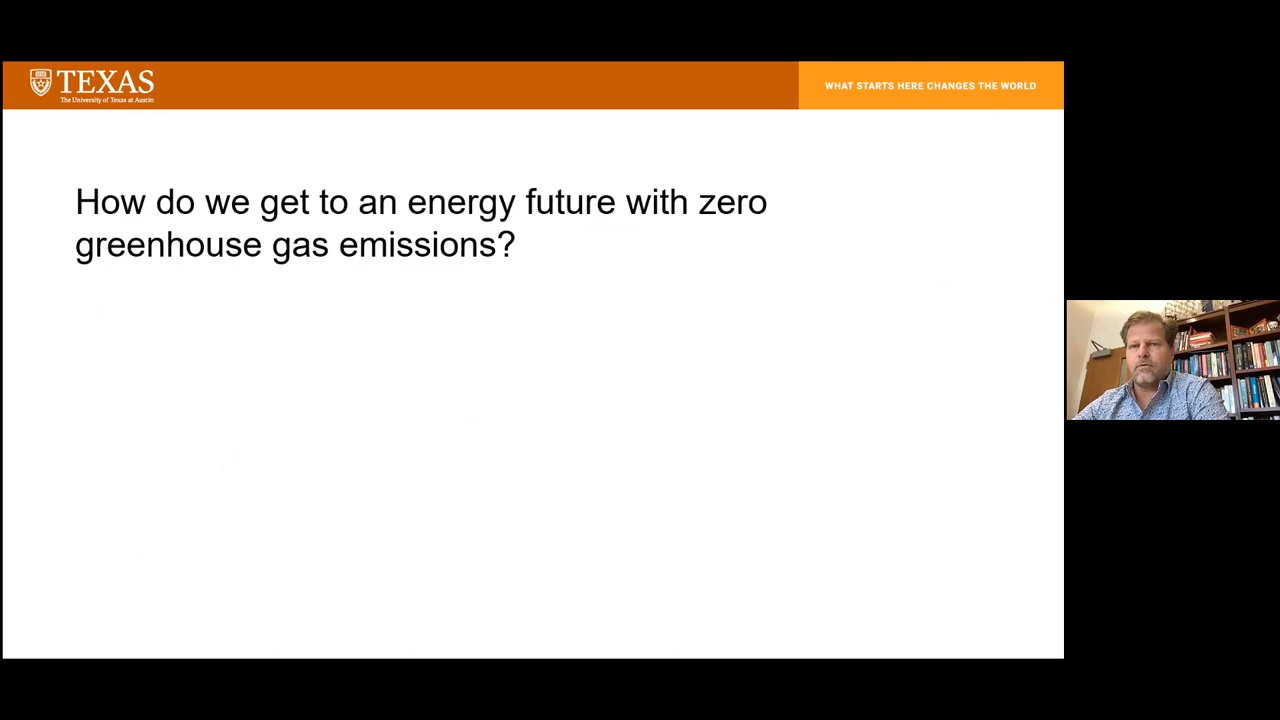 TEXAS
The University of Texas at Austin
WHAT STARTS HERE CHANGES THE WORLD
How do we get to an energy future with zero
greenhouse gas emissions?